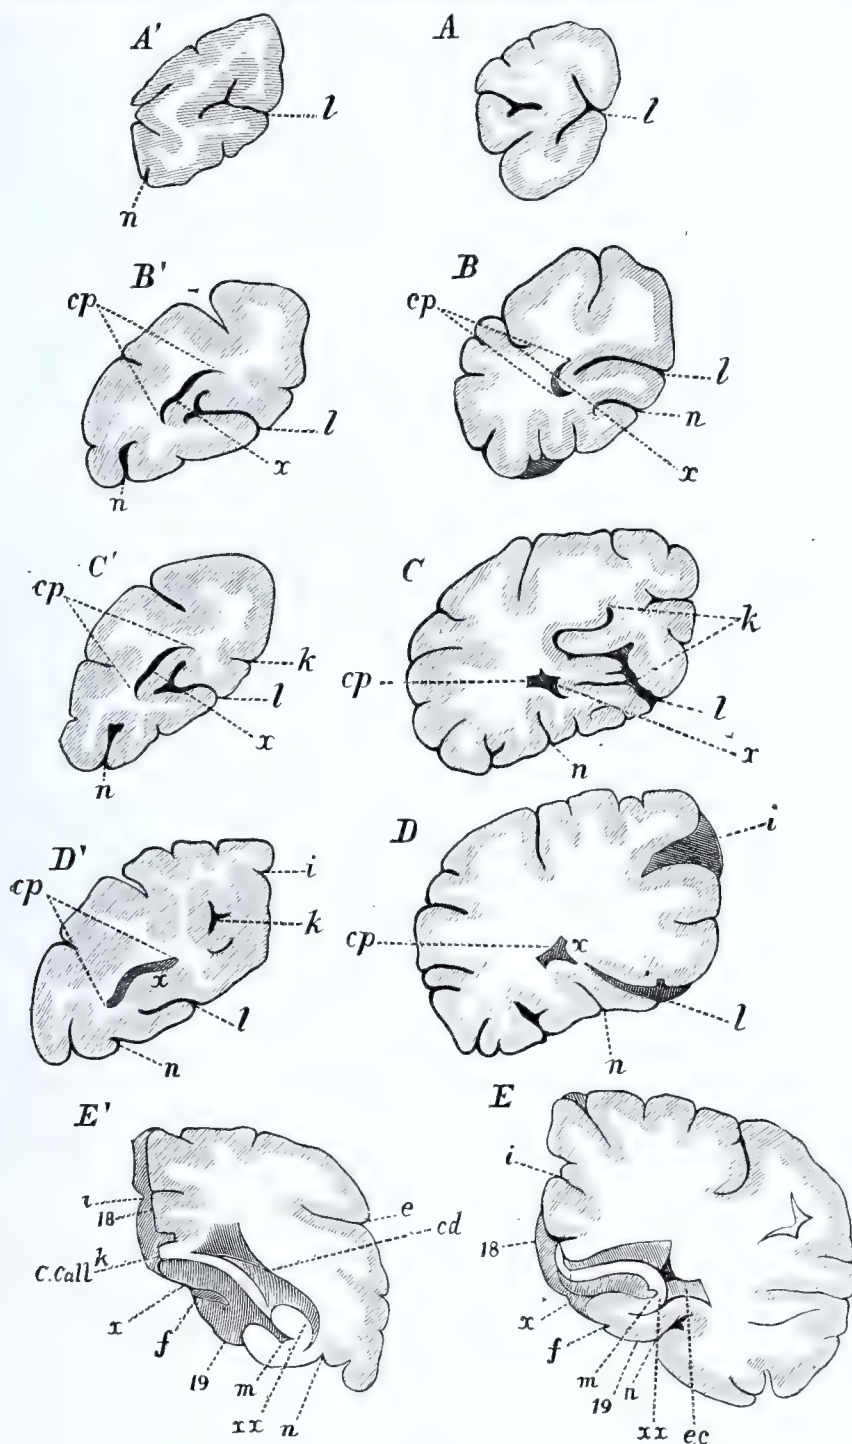 A' A
l l
n
B' B
cp cp
l
n
l
x
n x
C' C
cp k
k
cp
l l
x x
n n
D' D i
cp i
k
cp
x x
l l
n n
E' E
i i
18 e
cd 18
C.Call k
x x
f f
19 m m
xx n 19 n
xx ec